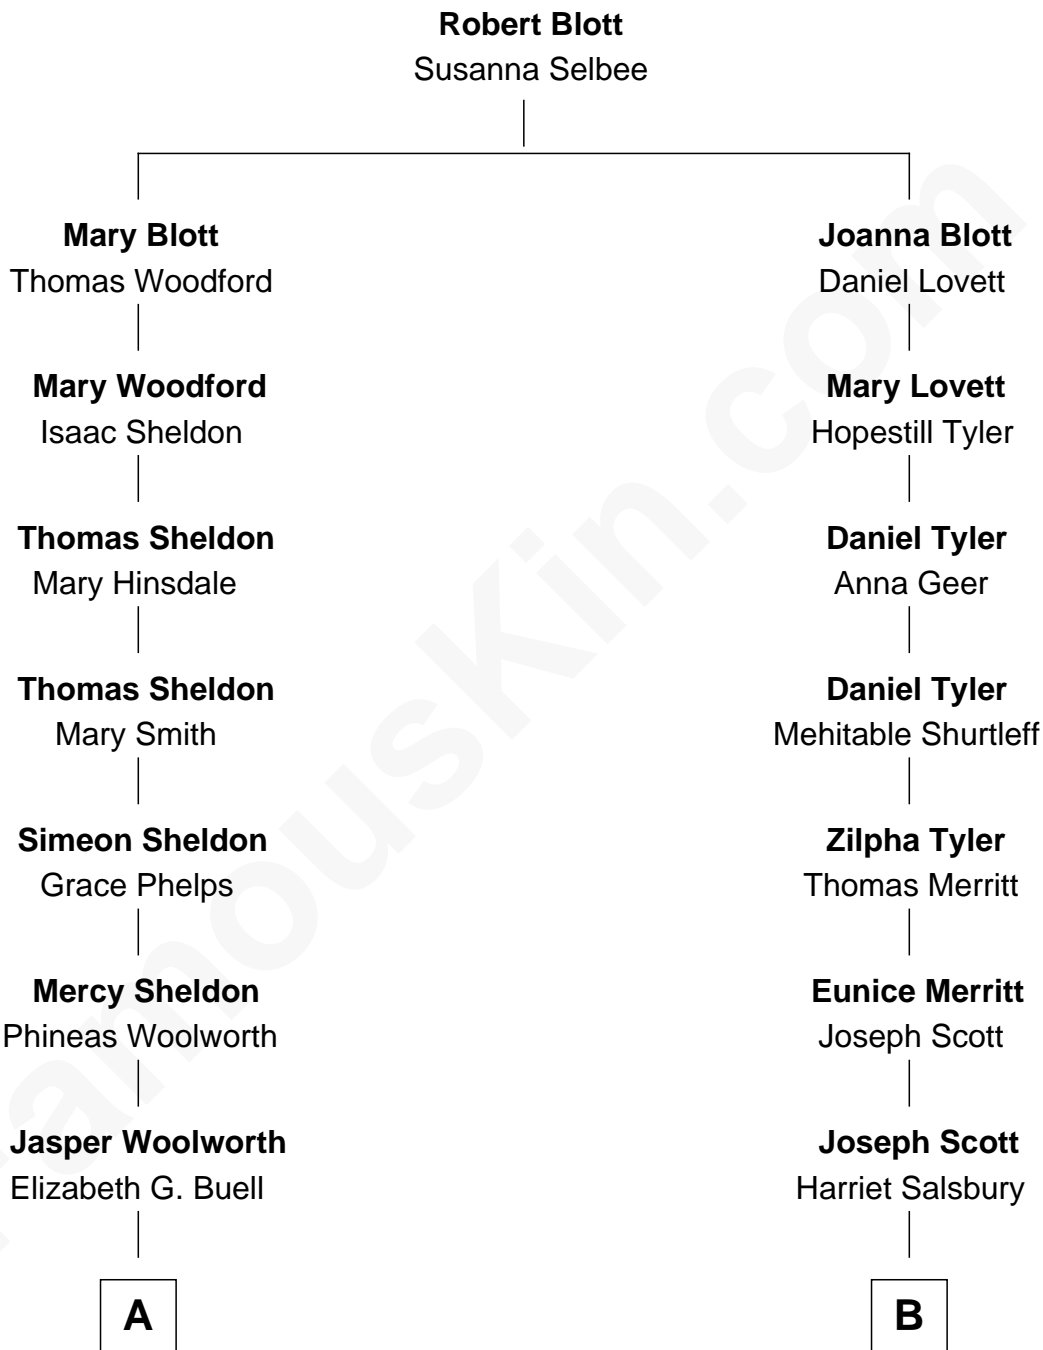 Robert Blott
Susanna Selbee
Mary Blott
Thomas Woodford
Joanna Blott
Daniel Lovett
Mary Woodford
Isaac Sheldon
Mary Lovett
Hopestill Tyler
Thomas Sheldon
Mary Hinsdale
Daniel Tyler
Anna Geer
Thomas Sheldon
Mary Smith
Daniel Tyler
Mehitable Shurtleff
Simeon Sheldon
Grace Phelps
Zilpha Tyler
Thomas Merritt
Mercy Sheldon
Phineas Woolworth
Eunice Merritt
Joseph Scott
Jasper Woolworth
Elizabeth G. Buell
Joseph Scott
Harriet Salsbury
A
B
FamousKin.com